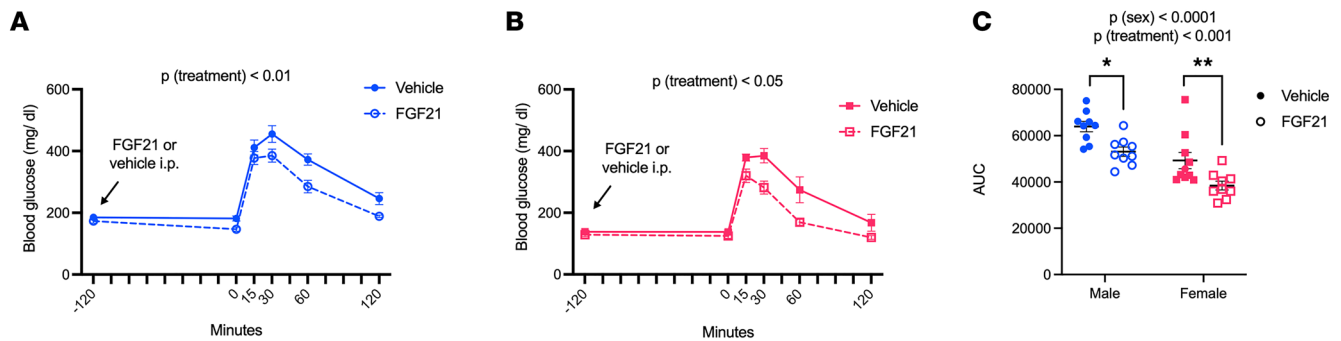 A
p (treatment) < 0.01
Vehicle
FGF21
FGF21 or
vehicle i.p.
Blood glucose (mg/ dl)
600
400
200
0
-120
0
15
30
60
120
Minutes
B
p (treatment) < 0.05
Vehicle
FGF21
FGF21 or
vehicle i.p.
Blood glucose (mg/ dl)
600
400
200
0
-120
0
15
30
60
120
Minutes
C
p (sex) < 0.0001
p (treatment) < 0.001
*
**
Vehicle
FGF21
AUC
80000
60000
40000
20000
0
Male
Female